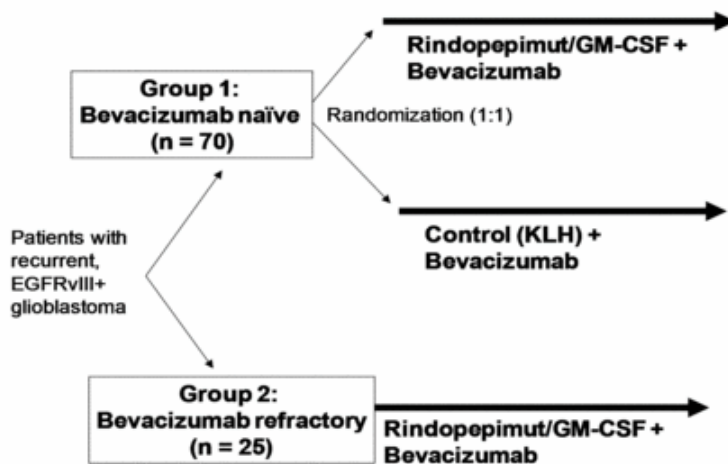 Rindopepimut/GM-CSF +
Bevacizumab
Group 1:
Bevacizumab naïve
(n = 70)
Randomization (1:1)
Control (KLH) +
Bevacizumab
Patients with
recurrent,
EGFRvIII+
glioblastoma
Group 2:
Bevacizumab refractory
(n = 25)
Rindopepimut/GM-CSF +
Bevacizumab